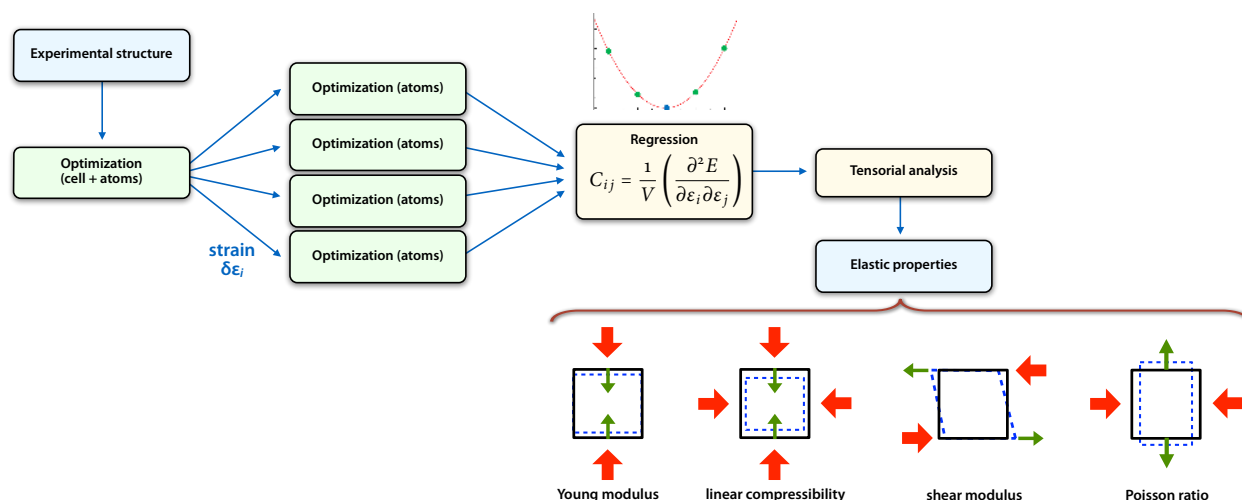 Experimental structure
Optimization
(cell + atoms)
Optimization (atoms)
Optimization (atoms)
Optimization (atoms)
Optimization (atoms)
strain
δεᵢ
Regression
Cᵢⱼ = 1/V (∂²E / ∂εᵢ∂εⱼ)
Tensorial analysis
Elastic properties
Young modulus
linear compressibility
shear modulus
Poisson ratio